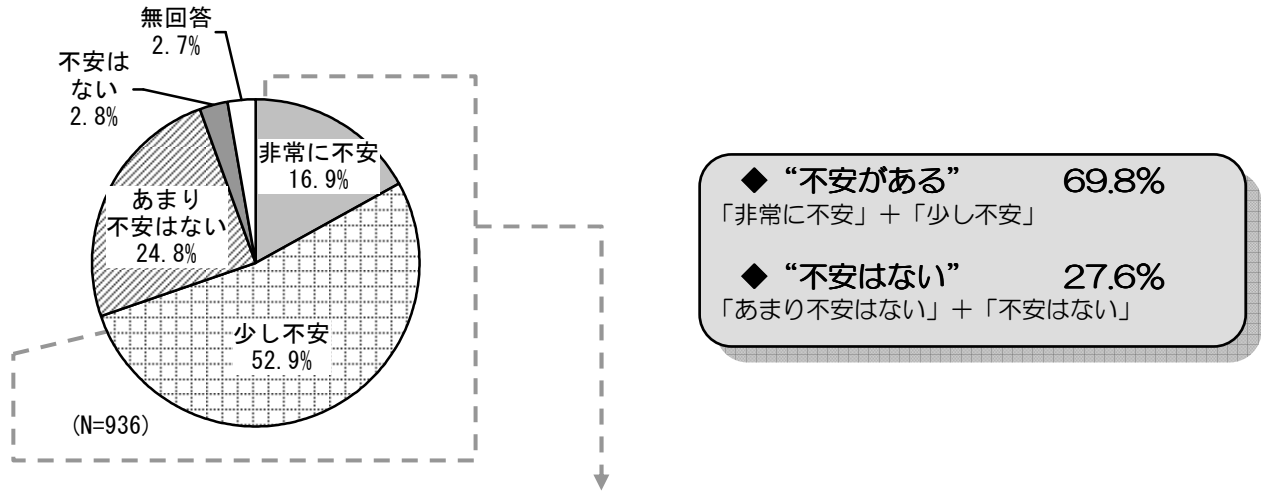 無回答
2.7%
不安は
ない
2.8%
非常に不安
16.9%
あまり
不安はない
24.8%
少し不安
52.9%
(N=936)
◆ “不安がある” 69.8%
「非常に不安」＋「少し不安」
◆ “不安はない” 27.6%
「あまり不安はない」＋「不安はない」